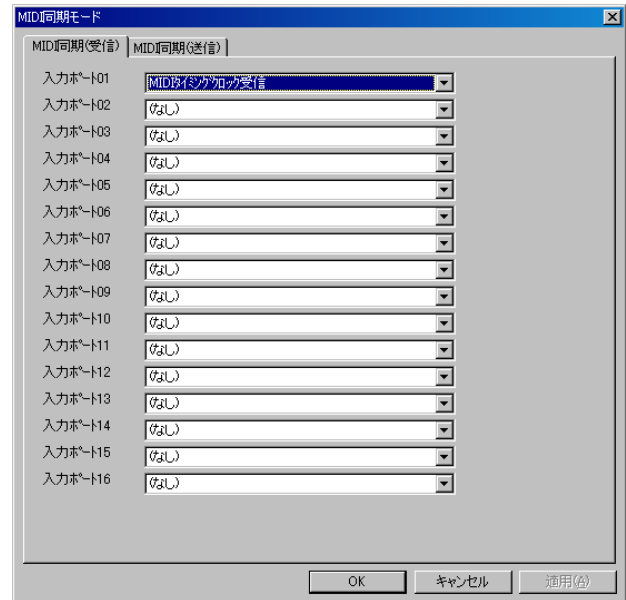 MIDI同期モード
MIDI同期(受信) MIDI同期(送信)
入力ﾎﾟｰﾄ01 MIDIﾀｲﾐﾝｸﾞｸﾛｯｸ受信
入力ﾎﾟｰﾄ02 (なし)
入力ﾎﾟｰﾄ03 (なし)
入力ﾎﾟｰﾄ04 (なし)
入力ﾎﾟｰﾄ05 (なし)
入力ﾎﾟｰﾄ06 (なし)
入力ﾎﾟｰﾄ07 (なし)
入力ﾎﾟｰﾄ08 (なし)
入力ﾎﾟｰﾄ09 (なし)
入力ﾎﾟｰﾄ10 (なし)
入力ﾎﾟｰﾄ11 (なし)
入力ﾎﾟｰﾄ12 (なし)
入力ﾎﾟｰﾄ13 (なし)
入力ﾎﾟｰﾄ14 (なし)
入力ﾎﾟｰﾄ15 (なし)
入力ﾎﾟｰﾄ16 (なし)
OK キャンセル 適用(A)